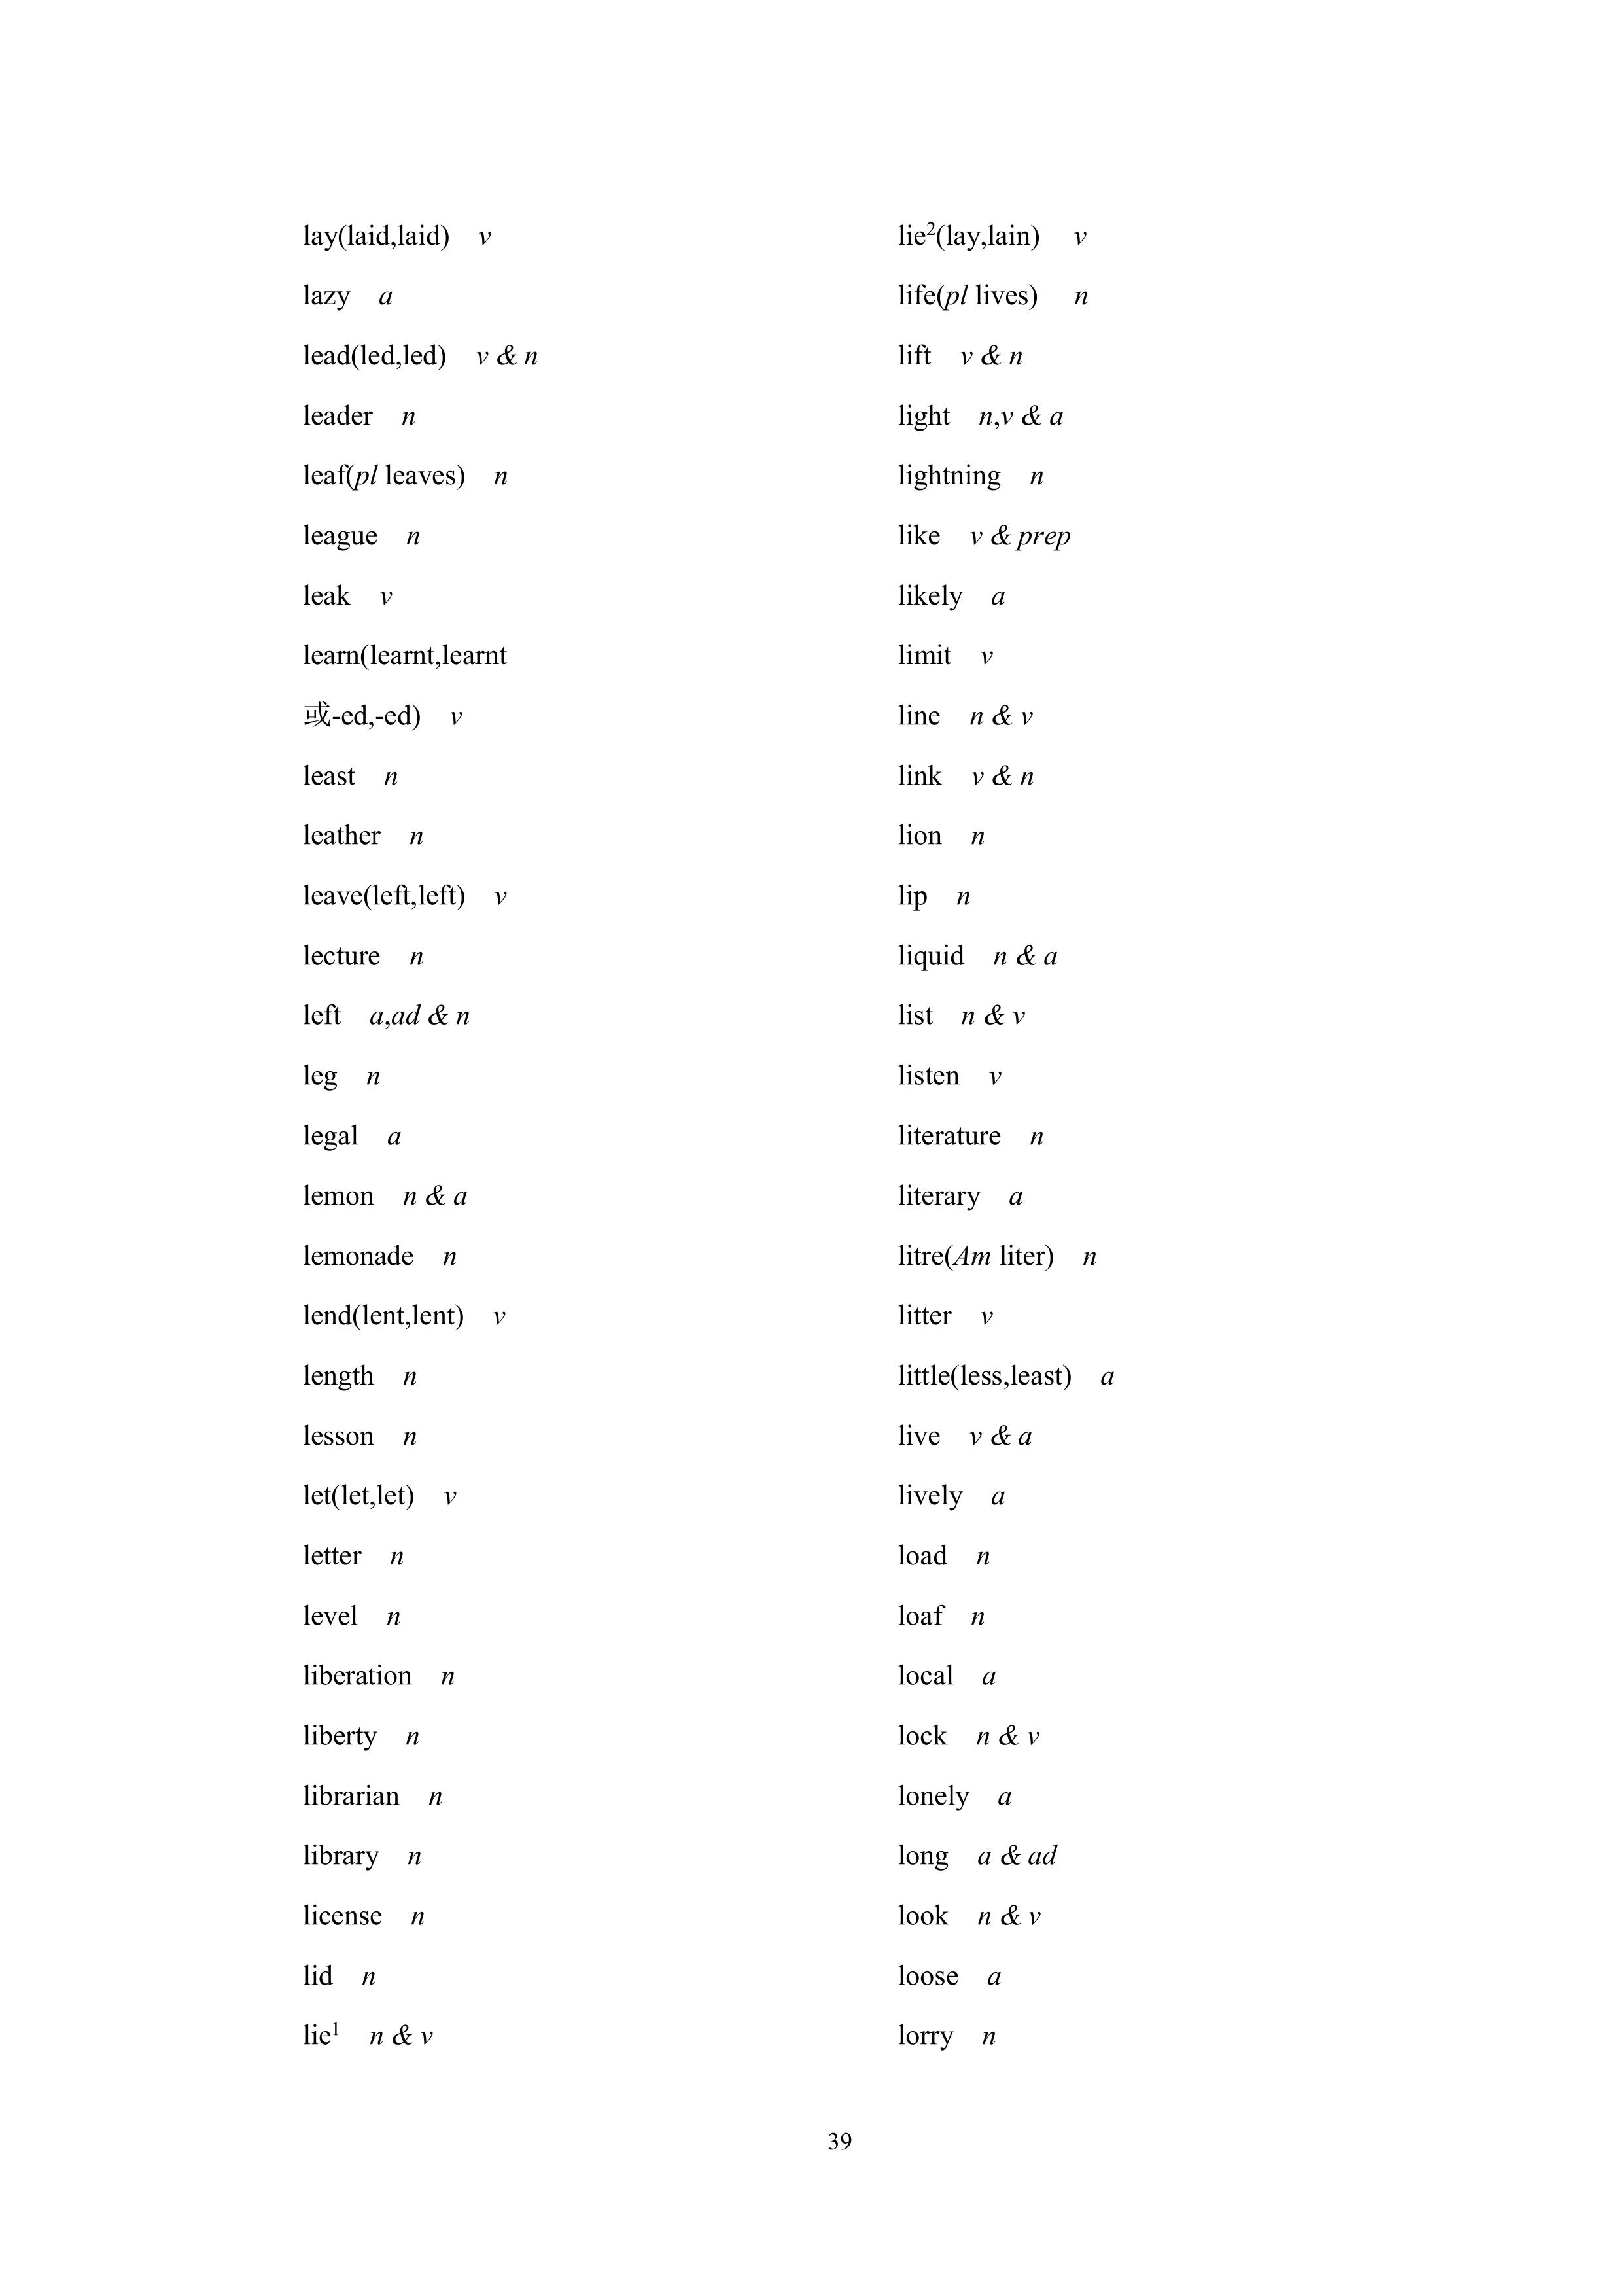 lay(laid,laid) v
lazy a
lead(led,led) v & n
leader n
leaf(pl leaves) n
league n
leak v
learn(learnt,learnt
或-ed,-ed) v
least n
leather n
leave(left,left) v
lecture n
left a,ad & n
leg n
legal a
lemon n & a
lemonade n
lend(lent,lent) v
length n
lesson n
let(let,let) v
letter n
level n
liberation n
liberty n
librarian n
library n
license n
lid n
lie¹ n & v
lie²(lay,lain) v
life(pl lives) n
lift v & n
light n,v & a
lightning n
like v & prep
likely a
limit v
line n & v
link v & n
lion n
lip n
liquid n & a
list n & v
listen v
literature n
literary a
litre(Am liter) n
litter v
little(less,least) a
live v & a
lively a
load n
loaf n
local a
lock n & v
lonely a
long a & ad
look n & v
loose a
lorry n
39